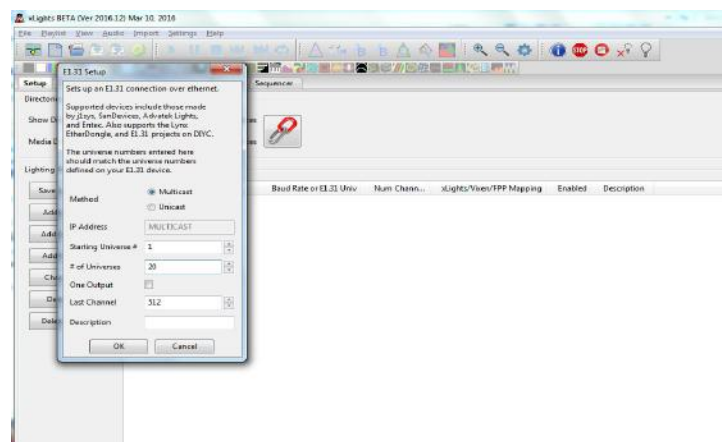 xLights BETA (Ver 2016.12) Mar 10, 2016
File Playlist View Audio Import Settings Help
E1.31 Setup
Setup
Sequencer
Sets up an E1.31 connection over ethernet.
Supported devices include those made
by j1sys, SanDevices, Advatek Lights,
and Entec. Also supports the Lynx
EtherDongle, and E1.31 projects on DIYC.
The universe numbers entered here
should match the universe numbers
defined on your E1.31 device.
Show D
Media D
Lighting
Save
Baud Rate or E1.31 Univ Num Chann... xLights/Vixen/FPP Mapping Enabled Description
Method
Multicast
Unicast
IP Address MULTICAST
Starting Universe # 1
# of Universes 20
One Output
Last Channel 512
Description
OK Cancel